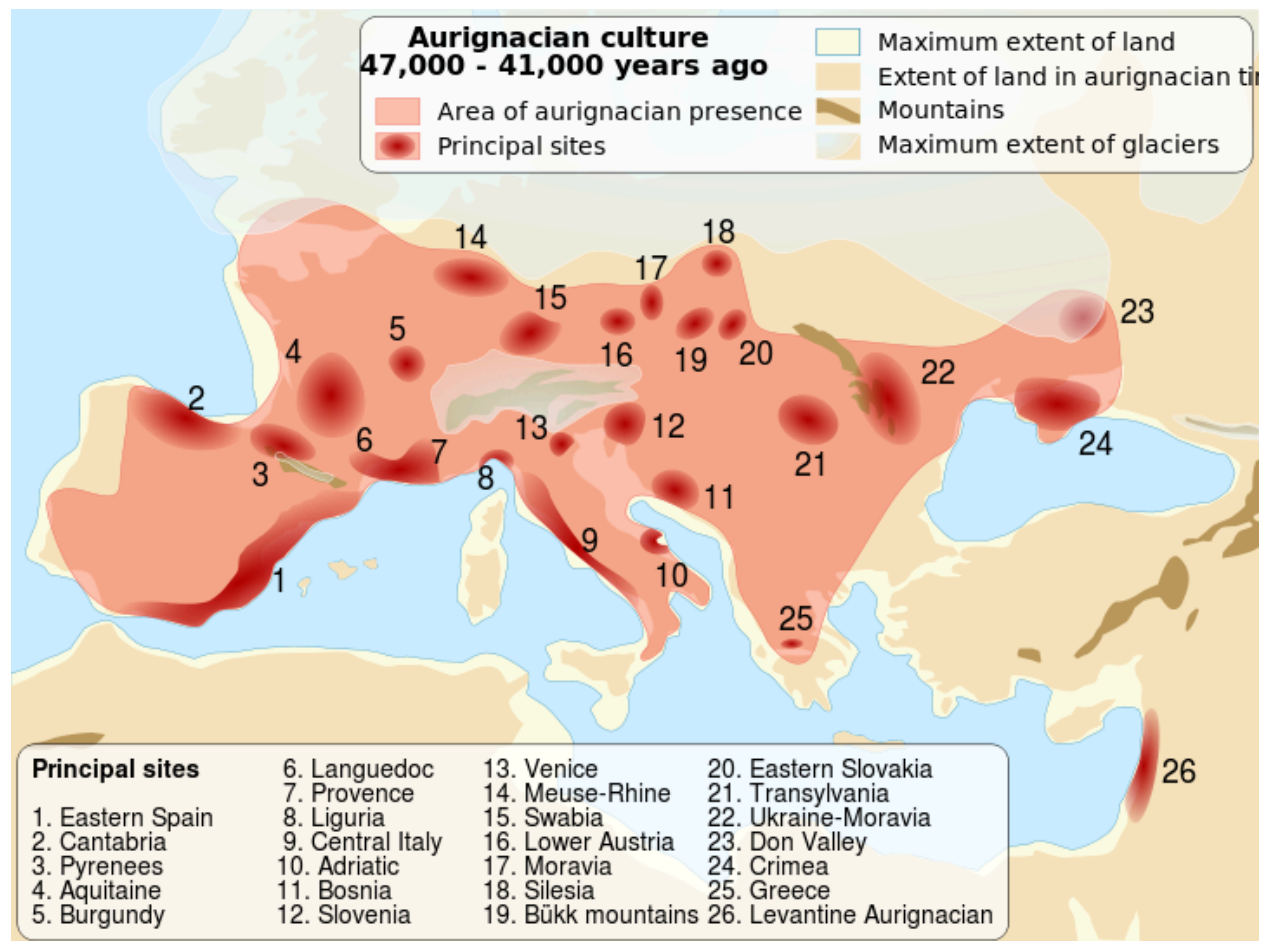 Aurignacian culture
47,000 - 41,000 years ago
Area of aurignacian presence
Principal sites
Maximum extent of land
Extent of land in aurignacian
Mountains
Maximum extent of glaciers
14
18
17
15
23
5
4
16
19
20
22
2
13
12
6
7
3
8
21
24
11
9
10
1
25
26
Principal sites
1. Eastern Spain
2. Cantabria
3. Pyrenees
4. Aquitaine
5. Burgundy
6. Languedoc
7. Provence
8. Liguria
9. Central Italy
10. Adriatic
11. Bosnia
12. Slovenia
13. Venice
14. Meuse-Rhine
15. Swabia
16. Lower Austria
17. Moravia
18. Silesia
19. Bükk mountains
20. Eastern Slovakia
21. Transylvania
22. Ukraine-Moravia
23. Don Valley
24. Crimea
25. Greece
26. Levantine Aurignacian